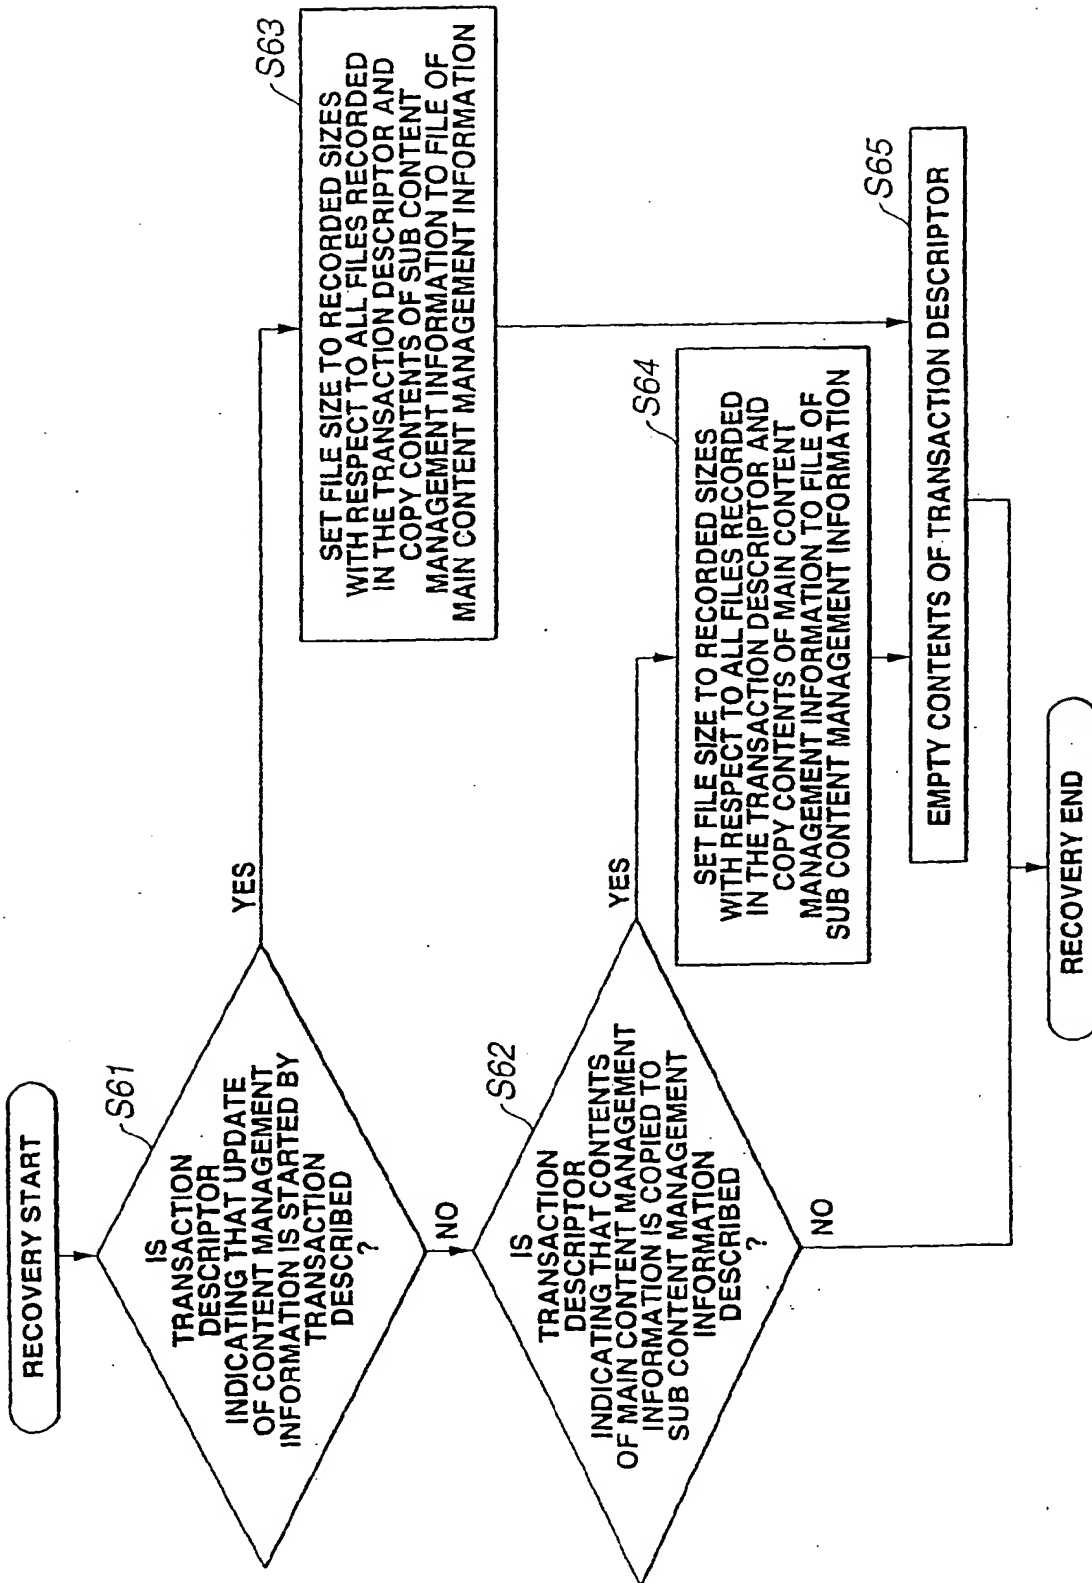 RECOVERY START
S61
IS
TRANSACTION
DESCRIPTOR
INDICATING THAT UPDATE
OF CONTENT MANAGEMENT
INFORMATION IS STARTED BY
TRANSACTION
DESCRIBED
?
YES
NO
S63
SET FILE SIZE TO RECORDED SIZES
WITH RESPECT TO ALL FILES RECORDED
IN THE TRANSACTION DESCRIPTOR AND
COPY CONTENTS OF SUB CONTENT
MANAGEMENT INFORMATION TO FILE OF
MAIN CONTENT MANAGEMENT INFORMATION
S62
IS
TRANSACTION
DESCRIPTOR
INDICATING THAT CONTENTS
OF MAIN CONTENT MANAGEMENT
INFORMATION IS COPIED TO
SUB CONTENT MANAGEMENT
INFORMATION
DESCRIBED
?
YES
NO
S64
SET FILE SIZE TO RECORDED SIZES
WITH RESPECT TO ALL FILES RECORDED
IN THE TRANSACTION DESCRIPTOR AND
COPY CONTENTS OF MAIN CONTENT
MANAGEMENT INFORMATION TO FILE OF
SUB CONTENT MANAGEMENT INFORMATION
S65
EMPTY CONTENTS OF TRANSACTION DESCRIPTOR
RECOVERY END